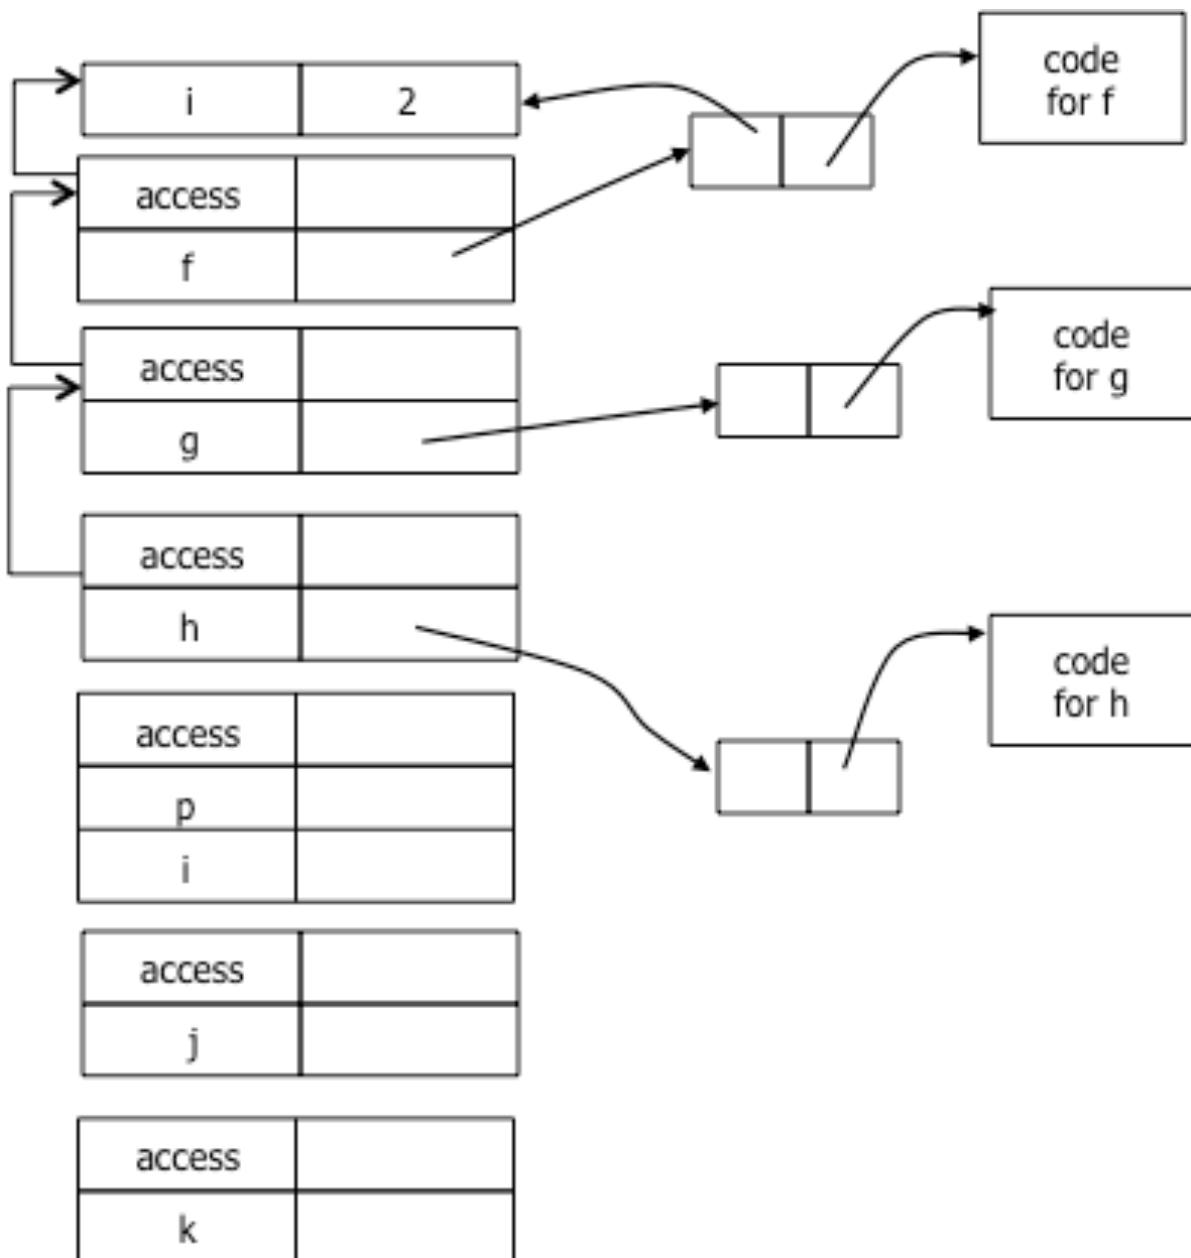 code
for f
i 2
access
f
code
for g
access
g
access
h
code
for h
access
p
i
access
j
access
k